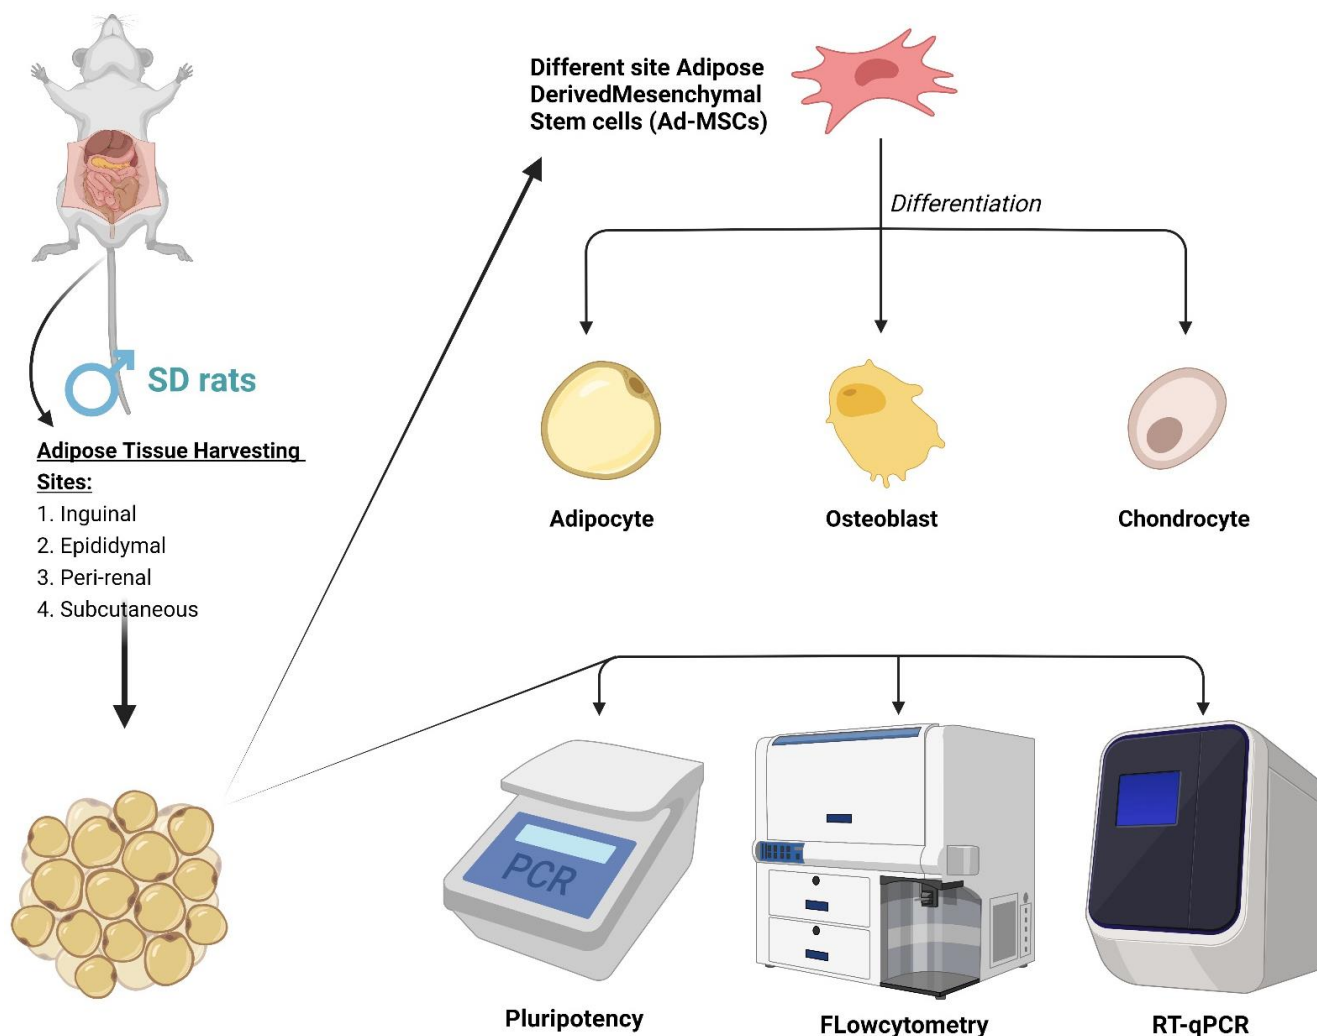 Different site Adipose
DerivedMesenchymal
Stem cells (Ad-MSCs)
Differentiation
SD rats
Adipose Tissue Harvesting
Sites:
1. Inguinal
2. Epididymal
3. Peri-renal
4. Subcutaneous
Adipocyte
Osteoblast
Chondrocyte
PCR
Pluripotency
FLowcytometry
RT-qPCR